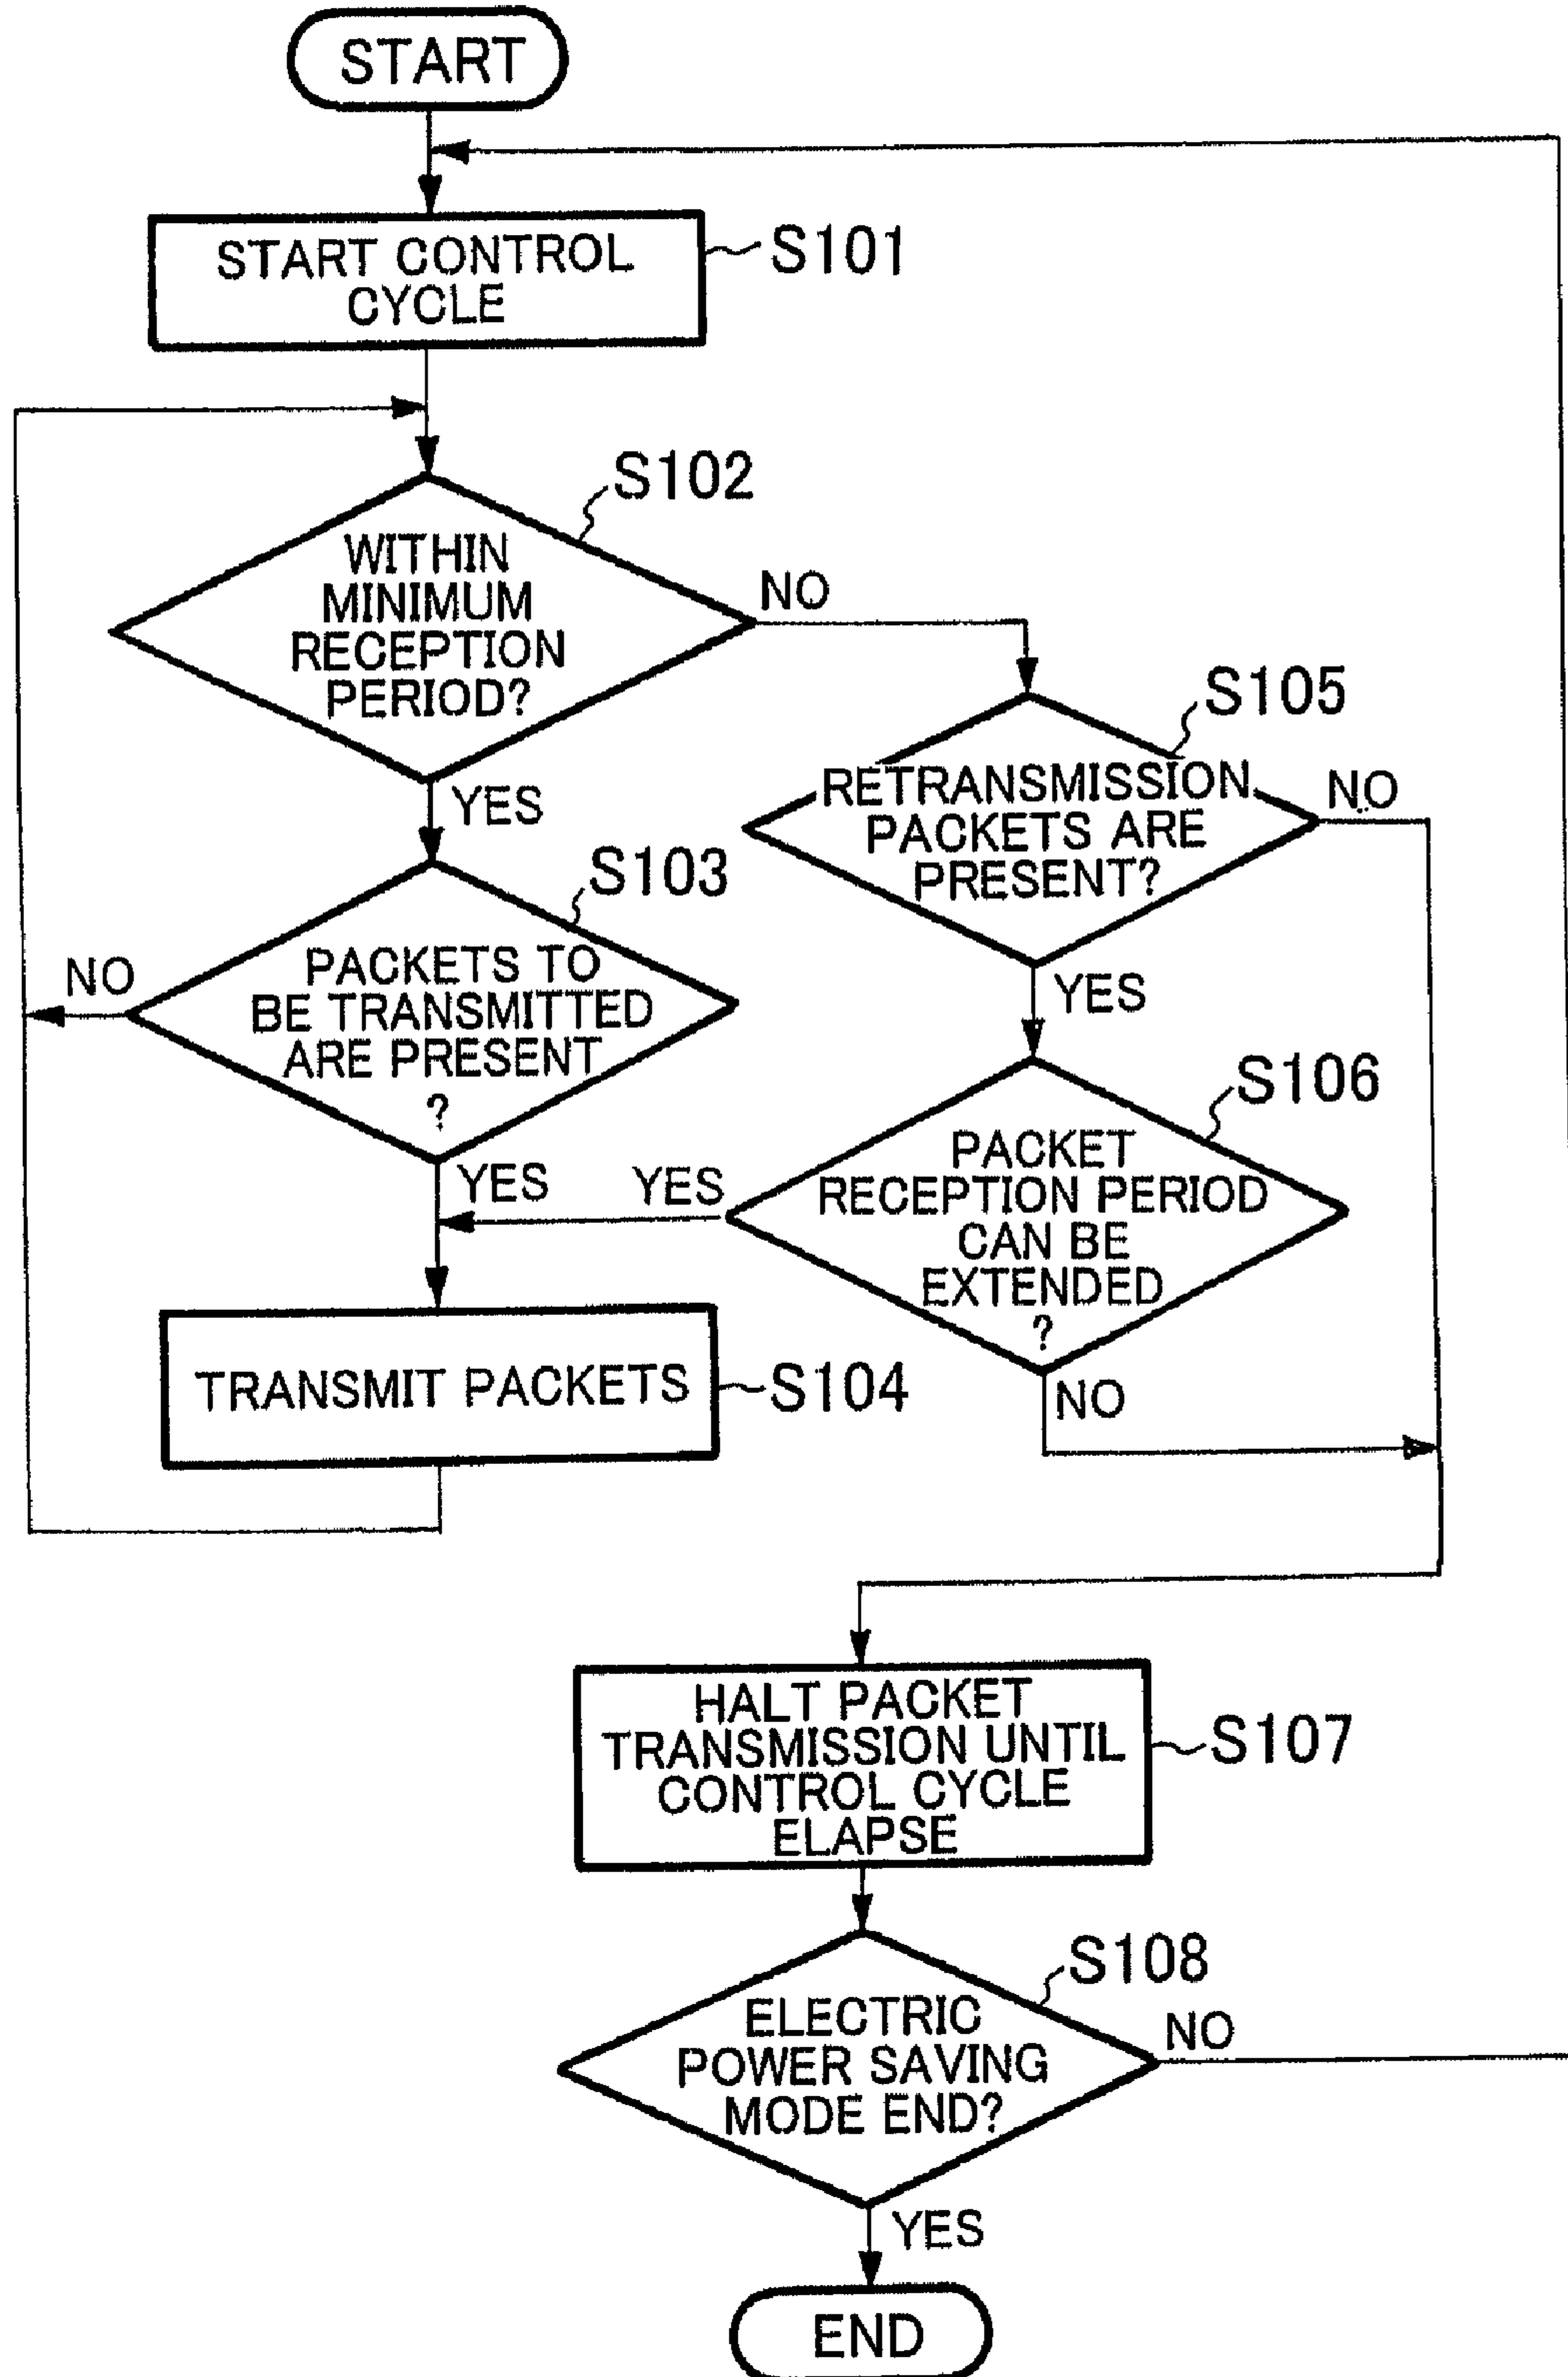 START
START CONTROL
CYCLE
S101
S102
WITHIN
MINIMUM
RECEPTION
PERIOD?
NO
YES
S105
RETRANSMISSION
PACKETS ARE
PRESENT?
NO
YES
S103
PACKETS TO
BE TRANSMITTED
ARE PRESENT
?
NO
YES
S106
PACKET
RECEPTION PERIOD
CAN BE
EXTENDED
?
YES
NO
TRANSMIT PACKETS
S104
HALT PACKET
TRANSMISSION UNTIL
CONTROL CYCLE
ELAPSE
S107
S108
ELECTRIC
POWER SAVING
MODE END?
NO
YES
END